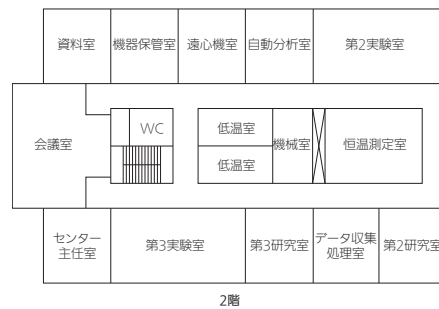 資料室
機器保管室
遠心機室
自動分析室
第2実験室
会議室
WC
低温室
低温室
機械室
恒温測定室
センター
主任室
第3実験室
第3研究室
データ収集
処理室
第2研究室
2階